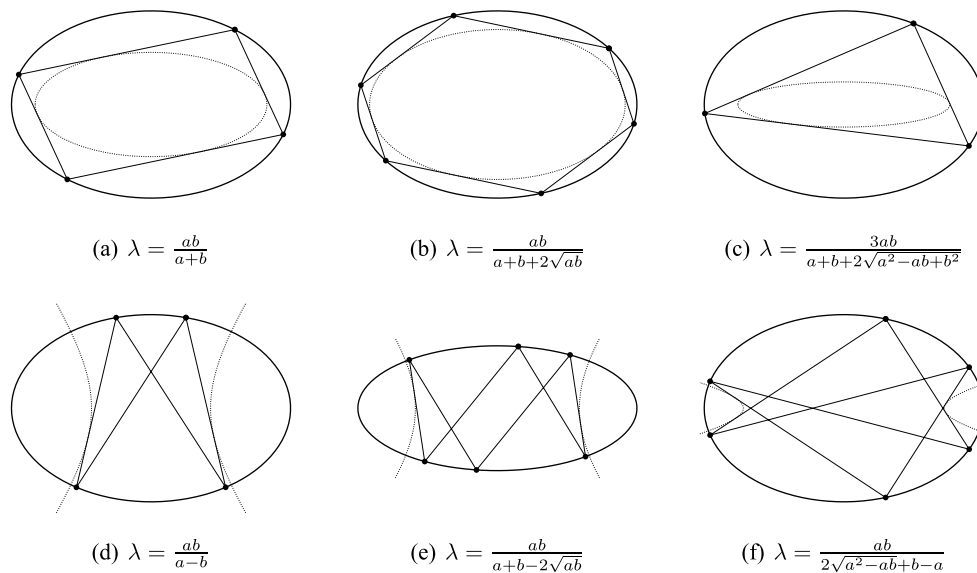 (a) λ = ab/(a+b)
(b) λ = ab/(a+b+2√(ab))
(c) λ = 3ab/(a+b+2√(a²−ab+b²))
(d) λ = ab/(a−b)
(e) λ = ab/(a+b−2√(ab))
(f) λ = ab/(2√(a²−ab)+b−a)